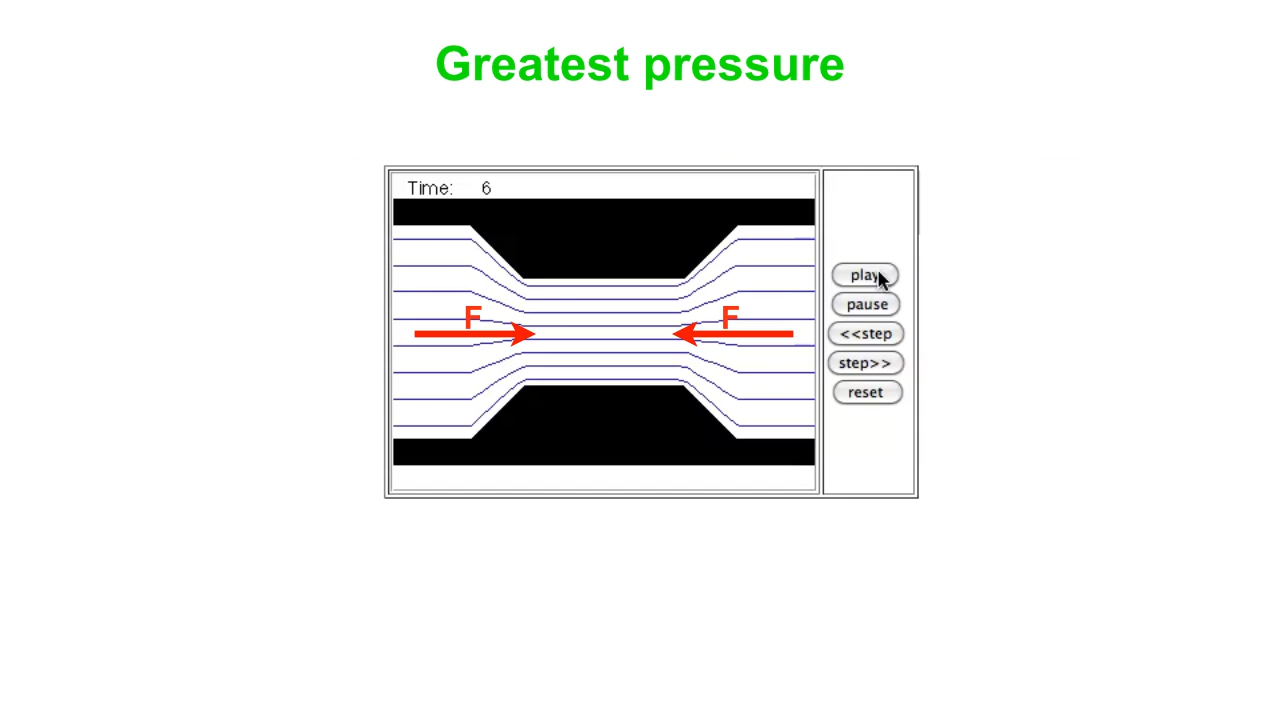 Greatest pressure
Time: 6
F F
play
pause
<<step
step>>
reset